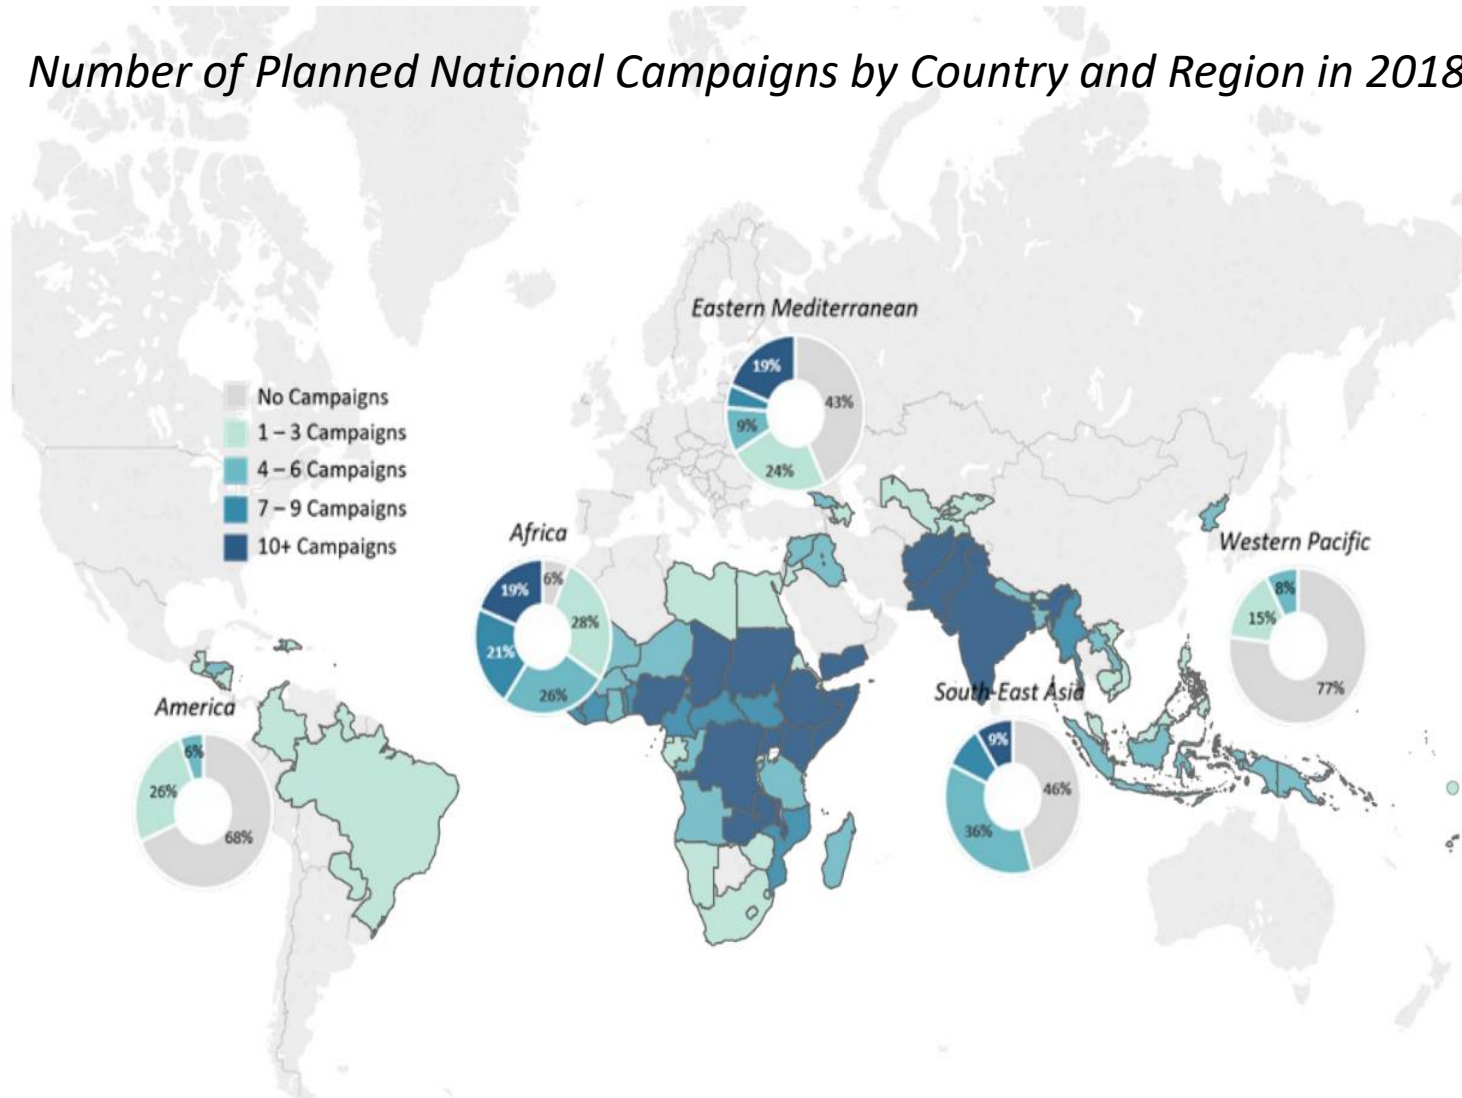 Number of Planned National Campaigns by Country and Region in 2018
Eastern Mediterranean
19%
43%
9%
24%
No Campaigns
1 – 3 Campaigns
4 – 6 Campaigns
7 – 9 Campaigns
10+ Campaigns
Africa
6%
19%
28%
21%
26%
Western Pacific
8%
15%
77%
America
6%
26%
68%
South-East Asia
9%
46%
36%